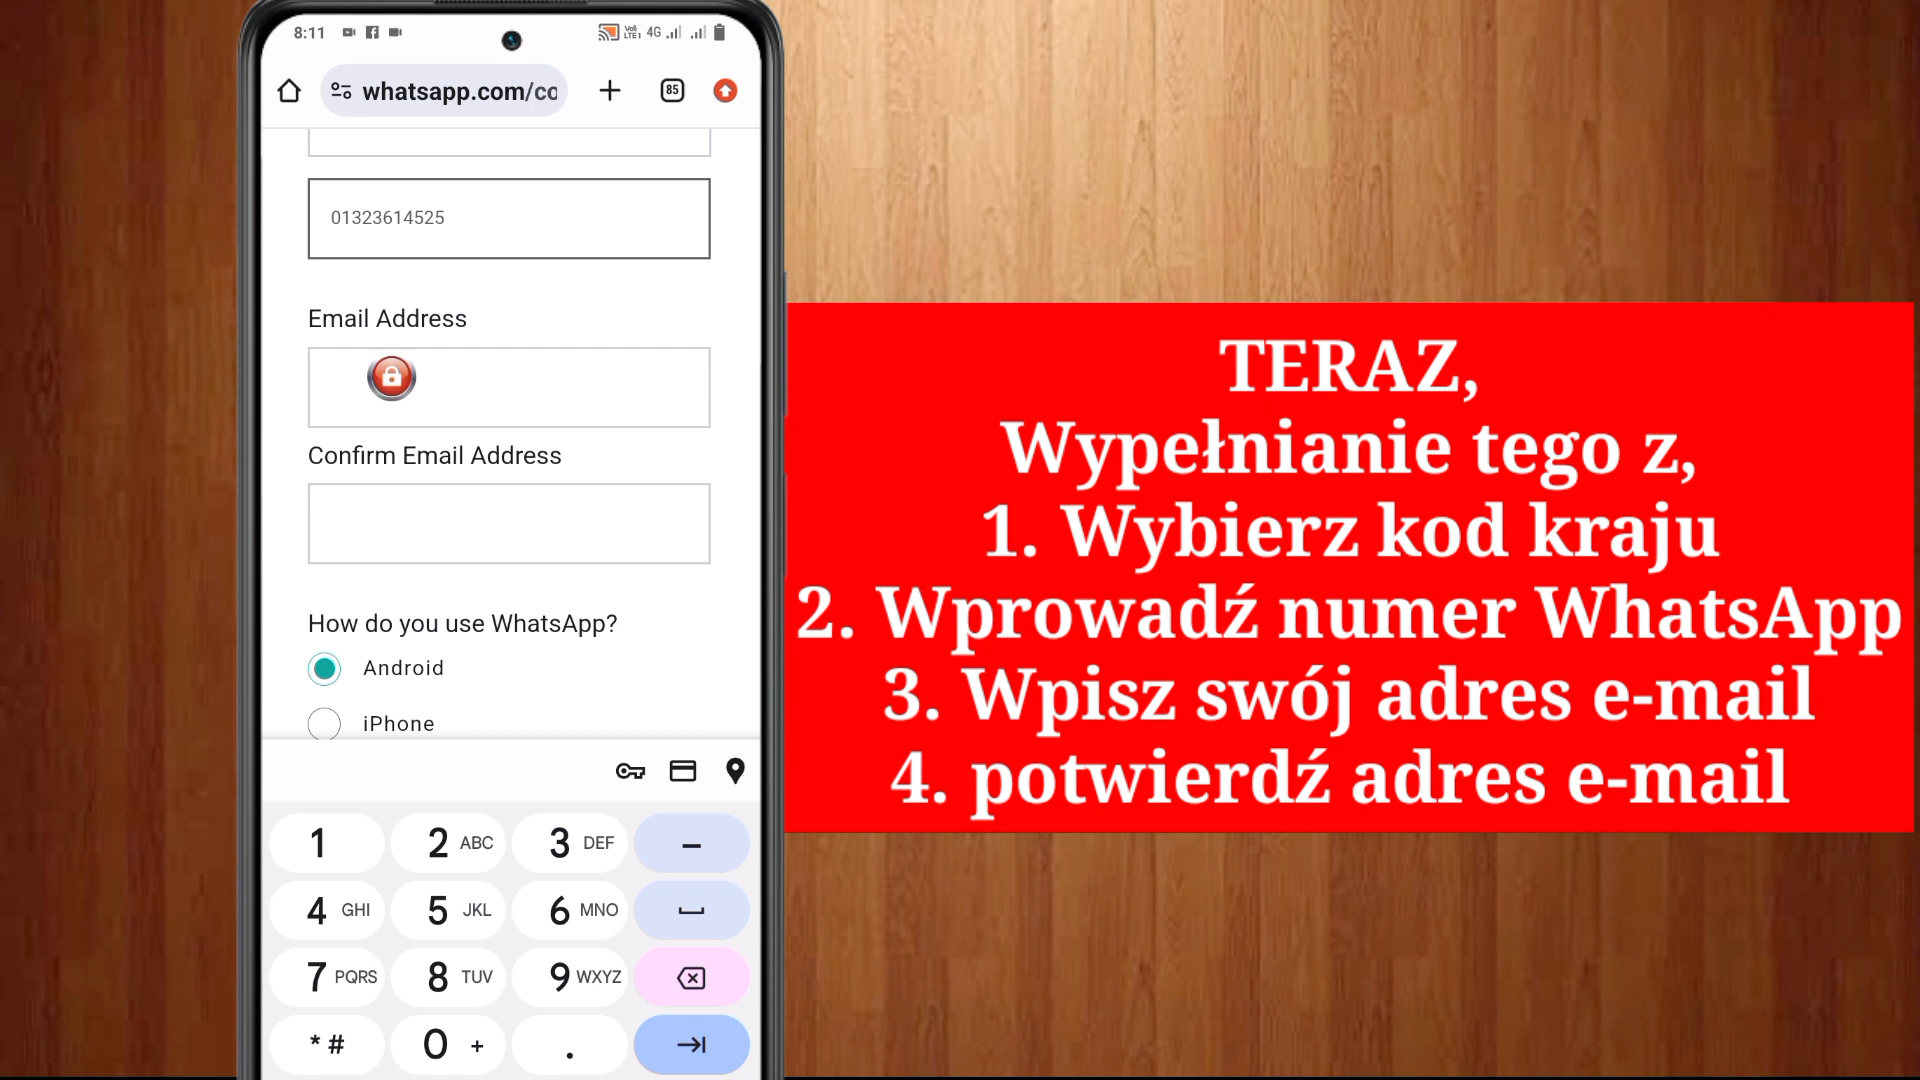 8:11
Vo) LTE1 4G
whatsapp.com/co
85
01323614525
Email Address
Confirm Email Address
How do you use WhatsApp?
Android
iPhone
1
2 ABC
3 DEF
–
4 GHI
5 JKL
6 MNO
7 PQRS
8 TUV
9 WXYZ
* #
0 +
.
TERAZ,
Wypełnianie tego z,
1. Wybierz kod kraju
2. Wprowadź numer WhatsApp
3. Wpisz swój adres e-mail
4. potwierdź adres e-mail